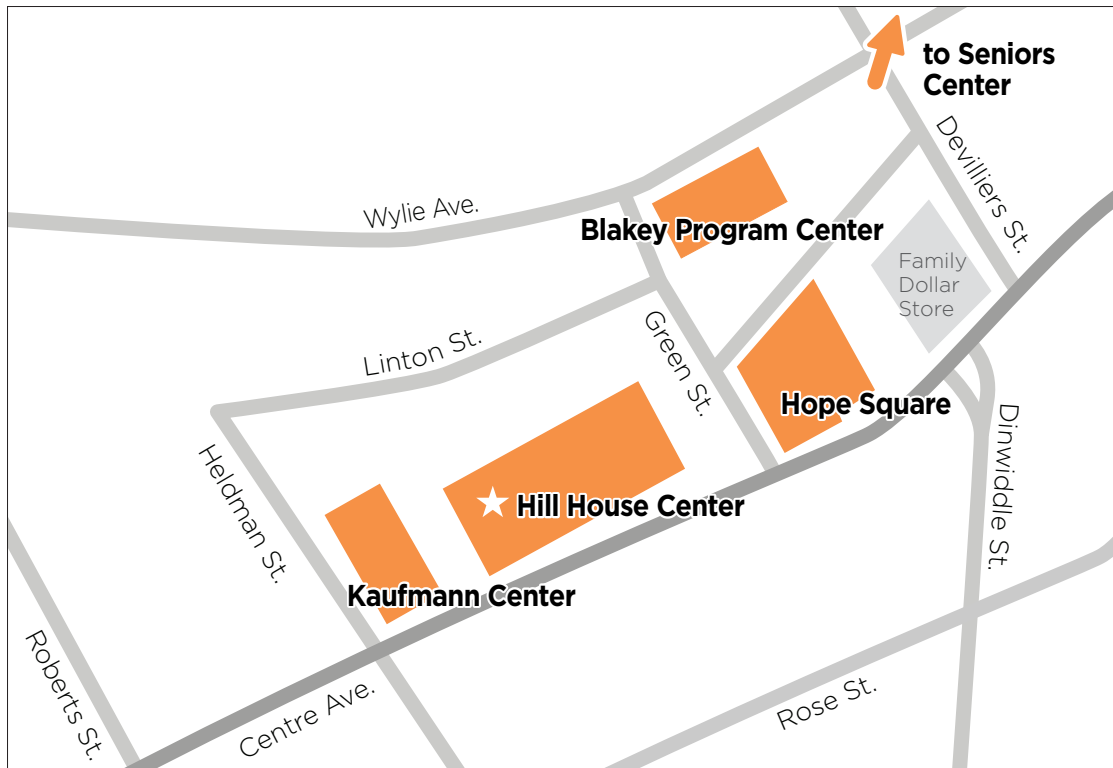 to Seniors
Center
Devilliers St.
Wylie Ave.
Blakey Program Center
Family
Dollar
Store
Linton St.
Green St.
Hope Square
Dinwiddle St.
Heldman St.
Hill House Center
Kaufmann Center
Roberts St.
Centre Ave.
Rose St.